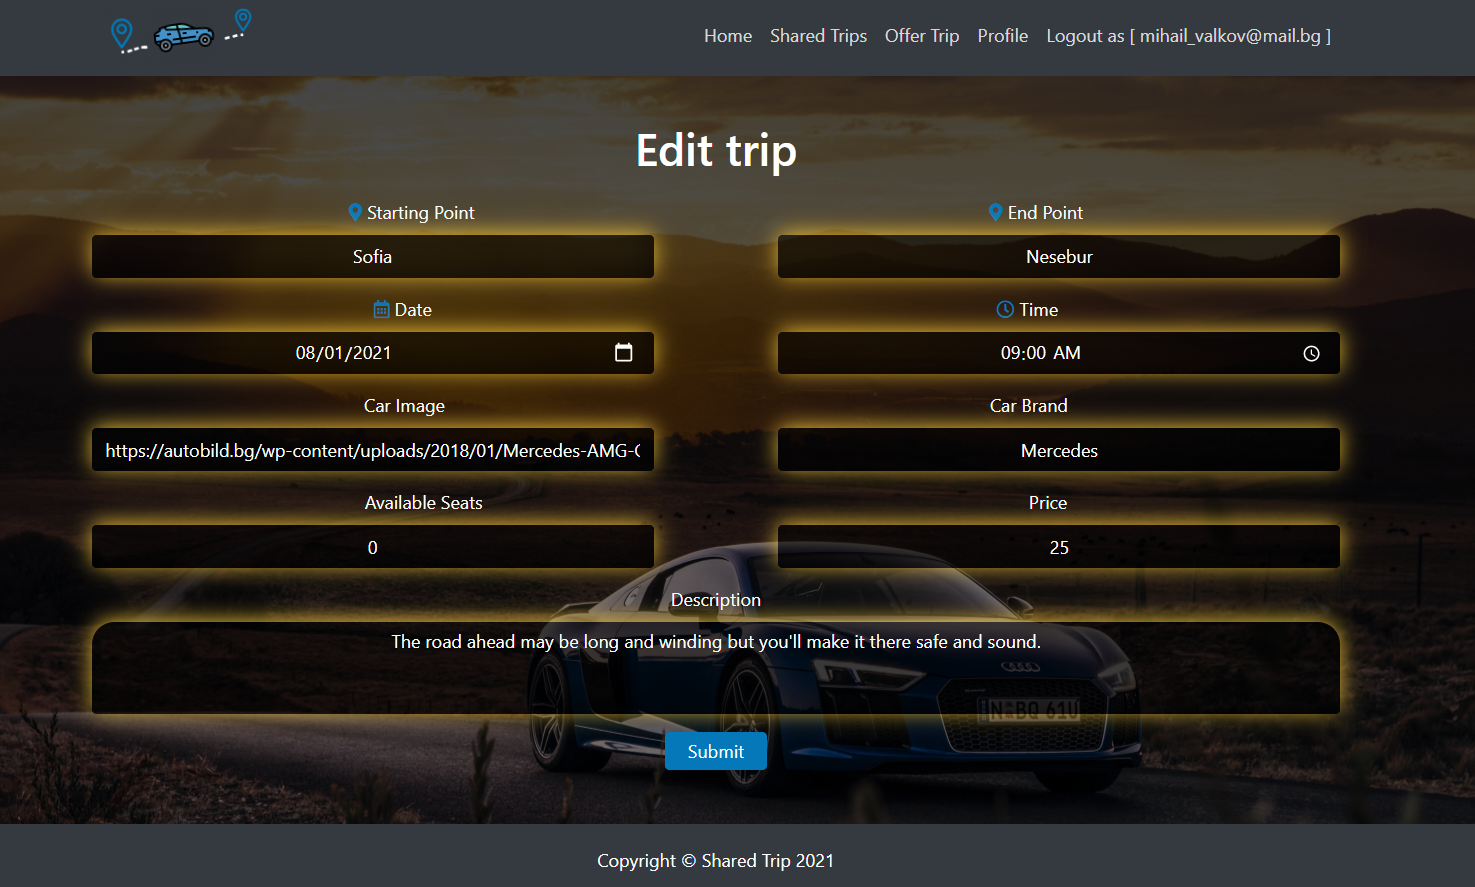 Home Shared Trips Offer Trip Profile Logout as [ mihail_valkov@mail.bg ]
Edit trip
Starting Point End Point
Sofia Nesebur
Date Time
08/01/2021 09:00 AM
Car Image Car Brand
https://autobild.bg/wp-content/uploads/2018/01/Mercedes-AMG- Mercedes
Available Seats Price
0 25
Description
The road ahead may be long and winding but you'll make it there safe and sound.
N BQ 61U
Submit
Copyright © Shared Trip 2021